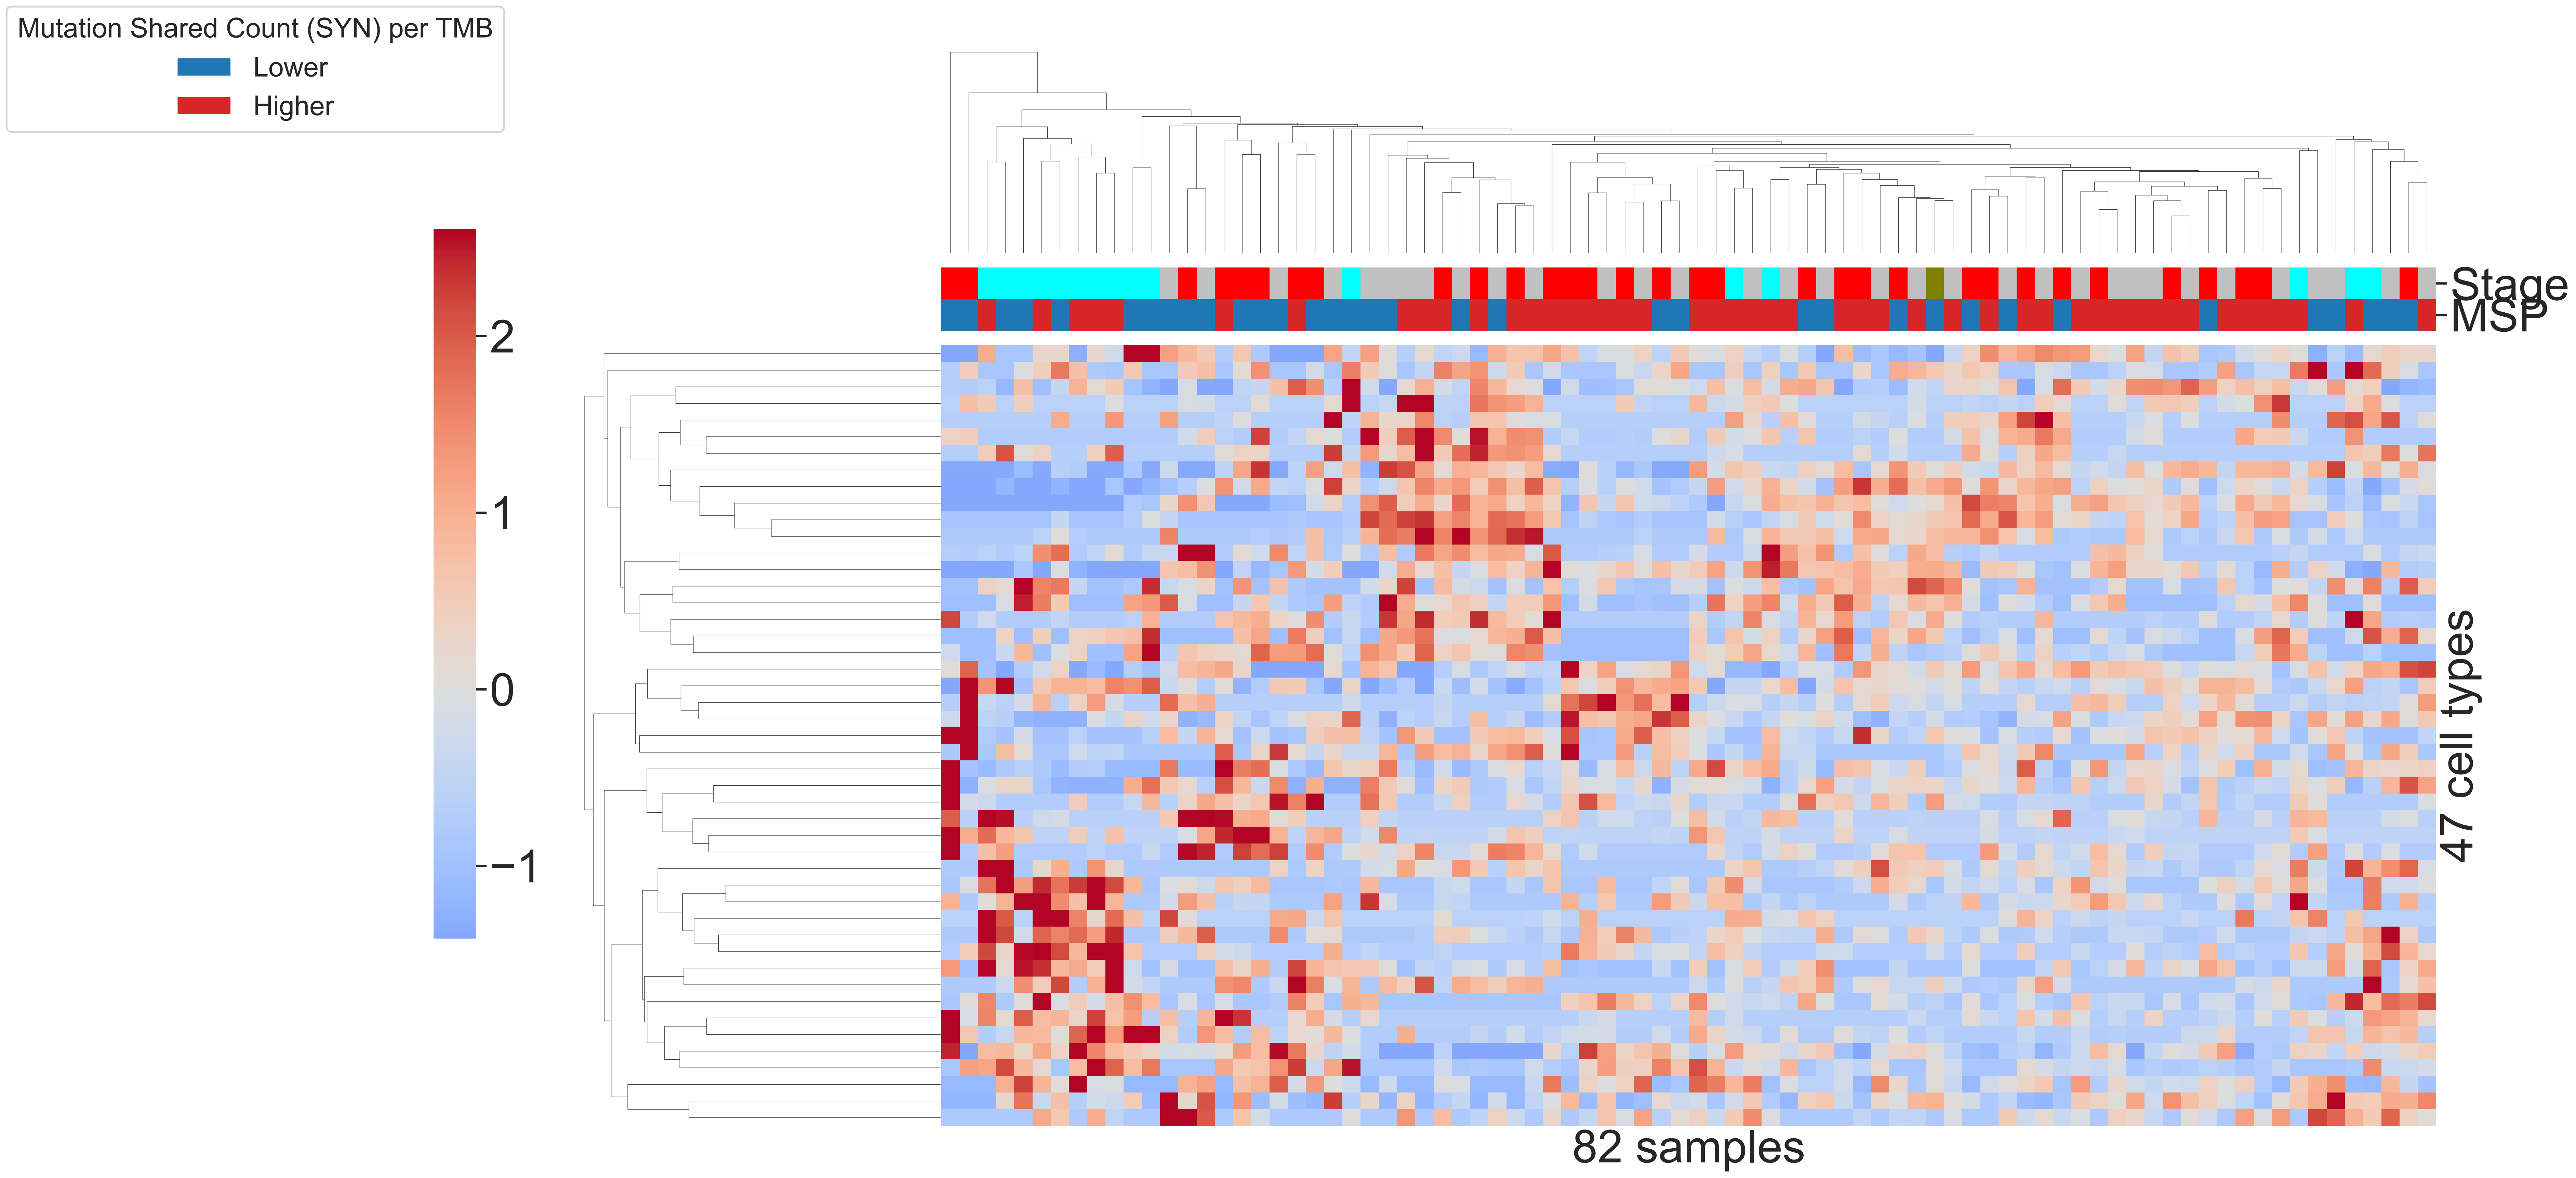 Mutation Shared Count (SYN) per TMB
Lower
Higher
2
1
0
−1
Stage
MSP
47 cell types
82 samples